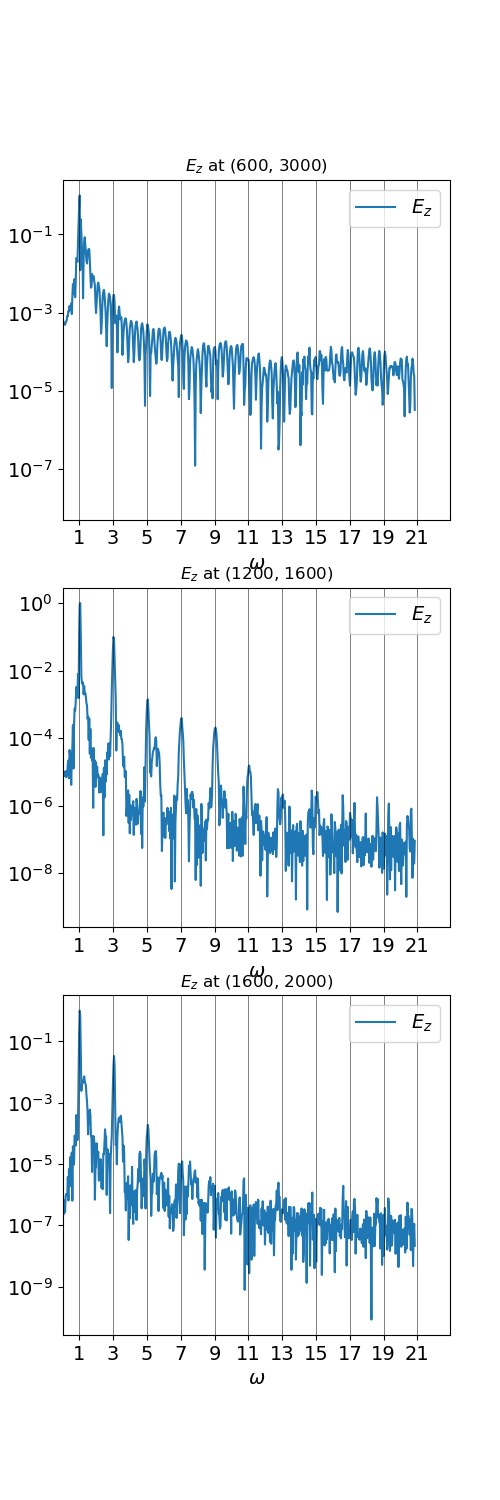 E_z at (600, 3000)
E_z
10^{-1}
10^{-3}
10^{-5}
10^{-7}
1 3 5 7 9 11 13 15 17 19 21
ω
E_z at (1200, 1600)
E_z
10^0
10^{-2}
10^{-4}
10^{-6}
10^{-8}
1 3 5 7 9 11 13 15 17 19 21
ω
E_z at (1600, 2000)
E_z
10^{-1}
10^{-3}
10^{-5}
10^{-7}
10^{-9}
1 3 5 7 9 11 13 15 17 19 21
ω